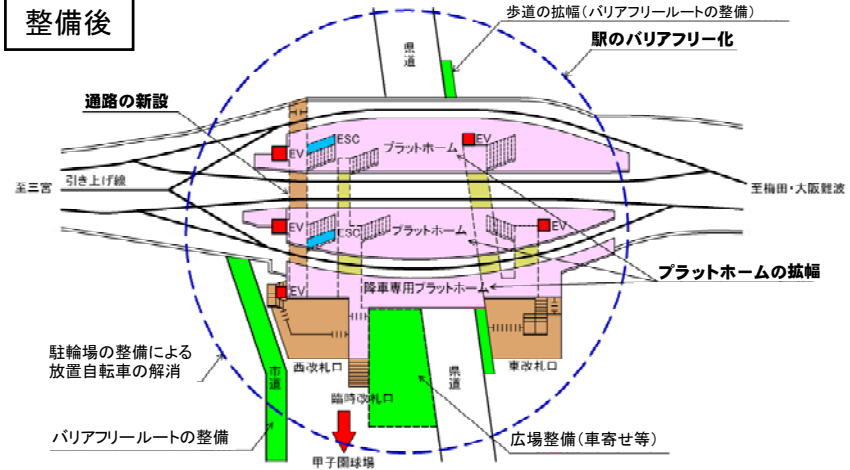 整備後
歩道の拡幅(バリアフリールートの整備)
駅のバリアフリー化
県道
通路の新設
ESC
EV
プラットホーム
EV
至三宮
引き上げ線
至梅田・大阪難波
EV
ESC
プラットホーム
EV
プラットホームの拡幅
EV
降車専用プラットホーム
駐輪場の整備による
放置自転車の解消
市道
西改札口
県道
東改札口
臨時改札口
バリアフリールートの整備
広場整備(車寄せ等)
甲子園球場